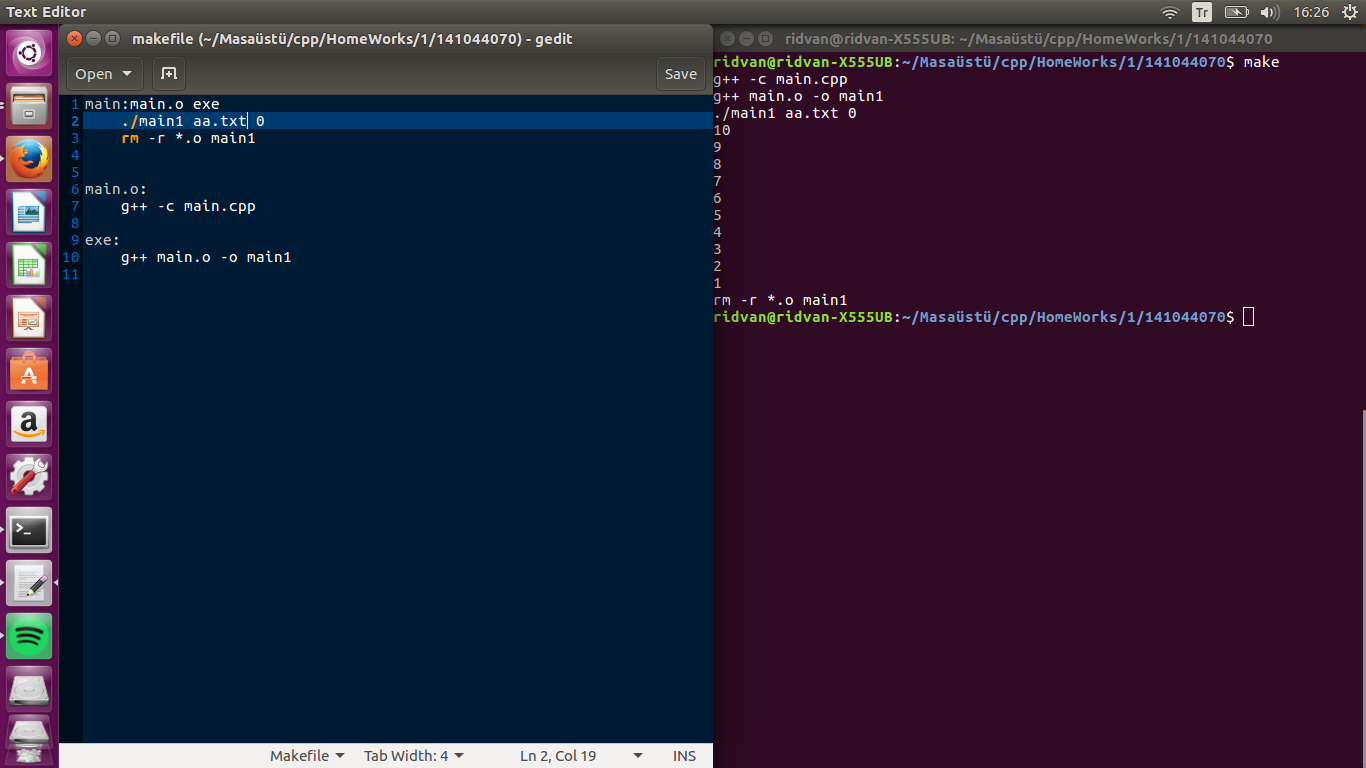 Text Editor
Tr
16:26
makefile (~/Masaüstü/cpp/HomeWorks/1/141044070) - gedit
Open
Save
1 main:main.o exe
2     ./main1 aa.txt 0
3     rm -r *.o main1
4
5
6 main.o:
7     g++ -c main.cpp
8
9 exe:
10     g++ main.o -o main1
11
Makefile
Tab Width: 4
Ln 2, Col 19
INS
ridvan@ridvan-X555UB: ~/Masaüstü/cpp/HomeWorks/1/141044070
ridvan@ridvan-X555UB:~/Masaüstü/cpp/HomeWorks/1/141044070$ make
g++ -c main.cpp
g++ main.o -o main1
./main1 aa.txt 0
10
9
8
7
6
5
4
3
2
1
rm -r *.o main1
ridvan@ridvan-X555UB:~/Masaüstü/cpp/HomeWorks/1/141044070$